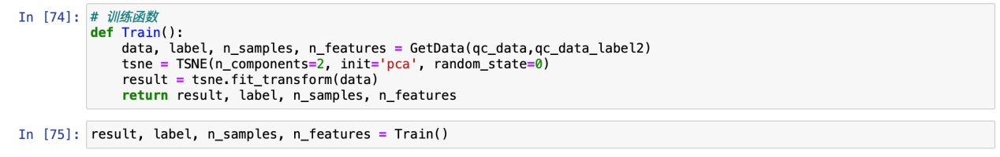 In [74]: # 训练函数
def Train():
    data, label, n_samples, n_features = GetData(qc_data,qc_data_label2)
    tsne = TSNE(n_components=2, init='pca', random_state=0)
    result = tsne.fit_transform(data)
    return result, label, n_samples, n_features
In [75]: result, label, n_samples, n_features = Train()